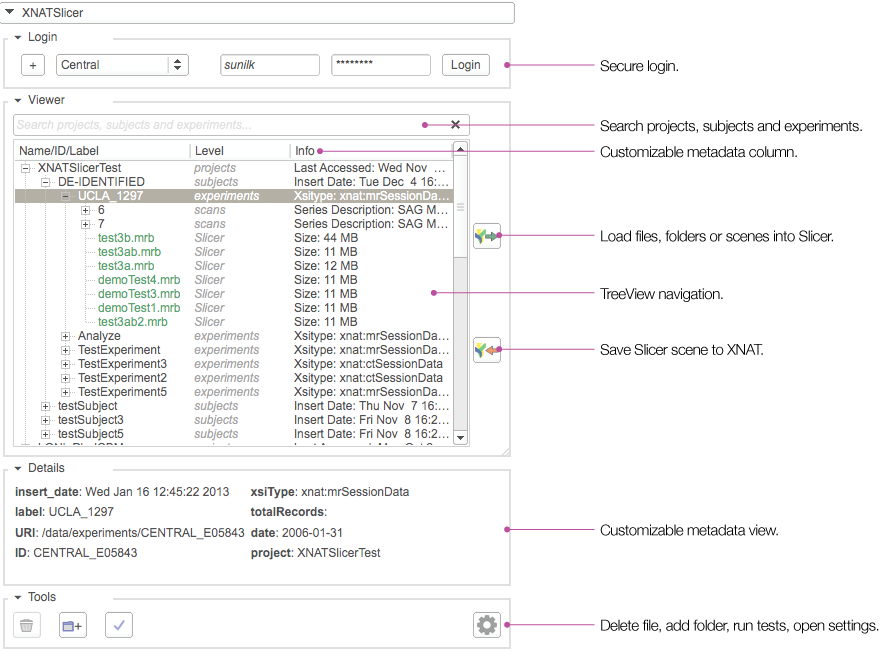 XNATSlicer
Login
+ Central sunilk ******** Login Secure login.
Viewer
Search projects, subjects and experiments... Search projects, subjects and experiments.
Name/ID/Label Level Info Customizable metadata column.
XNATSlicerTest projects Last Accessed: Wed Nov ...
DE-IDENTIFIED subjects Insert Date: Tue Dec 4 16:...
UCLA_1297 experiments Xsitype: xnat:mrSessionDa...
6 scans Series Description: SAG M...
7 scans Series Description: SAG M...
test3b.mrb Slicer Size: 44 MB Load files, folders or scenes into Slicer.
test3ab.mrb Slicer Size: 11 MB
test3a.mrb Slicer Size: 12 MB
demoTest4.mrb Slicer Size: 11 MB
demoTest3.mrb Slicer Size: 11 MB TreeView navigation.
demoTest1.mrb Slicer Size: 11 MB
test3ab2.mrb Slicer Size: 11 MB
Analyze experiments Xsitype: xnat:mrSessionDa...
TestExperiment experiments Xsitype: xnat:mrSessionDa... Save Slicer scene to XNAT.
TestExperiment3 experiments Xsitype: xnat:ctSessionData
TestExperiment2 experiments Xsitype: xnat:ctSessionData
TestExperiment5 experiments Xsitype: xnat:mrSessionDa...
testSubject subjects Insert Date: Thu Nov 7 16:...
testSubject3 subjects Insert Date: Fri Nov 8 16:2...
testSubject5 subjects Insert Date: Fri Nov 8 16:2...
Details
insert_date: Wed Jan 16 12:45:22 2013 xsiType: xnat:mrSessionData
label: UCLA_1297 totalRecords:
URI: /data/experiments/CENTRAL_E05843 date: 2006-01-31 Customizable metadata view.
ID: CENTRAL_E05843 project: XNATSlicerTest
Tools
Delete file, add folder, run tests, open settings.